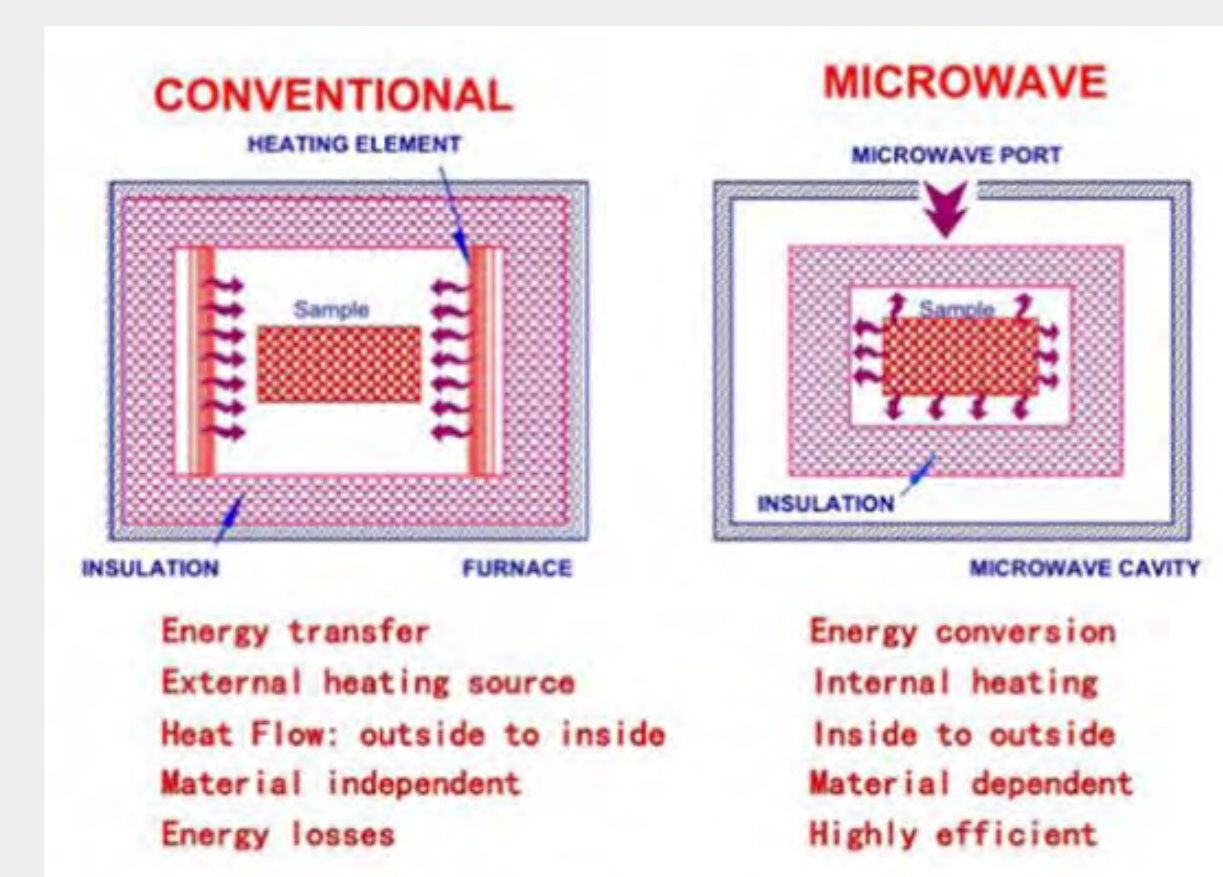 CONVENTIONAL
HEATING ELEMENT
Sample
INSULATION
FURNACE
Energy transfer
External heating source
Heat Flow: outside to inside
Material independent
Energy losses
MICROWAVE
MICROWAVE PORT
Sample
INSULATION
MICROWAVE CAVITY
Energy conversion
Internal heating
Inside to outside
Material dependent
Highly efficient